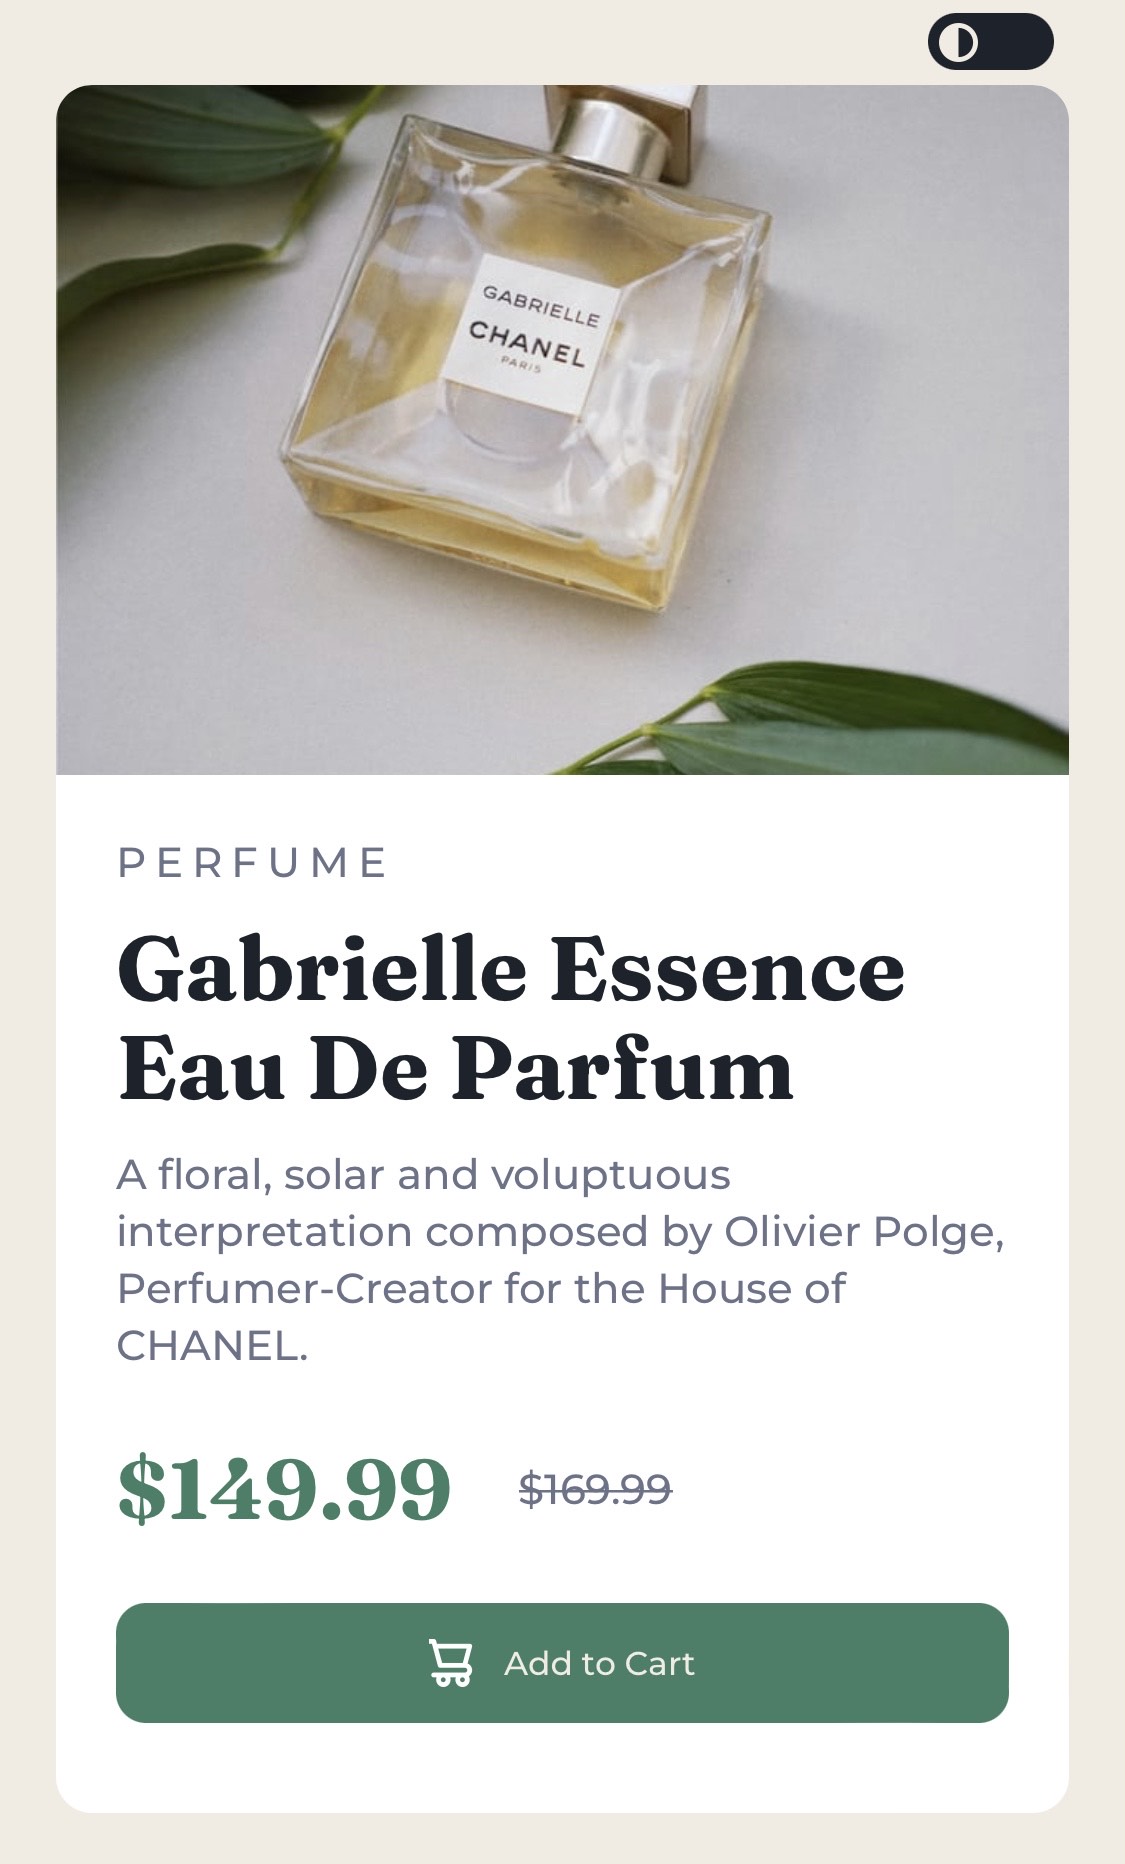 GABRIELLE
CHANEL
PARIS
PERFUME
Gabrielle Essence
Eau De Parfum
A floral, solar and voluptuous
interpretation composed by Olivier Polge,
Perfumer-Creator for the House of
CHANEL.
$149.99 $169.99
Add to Cart